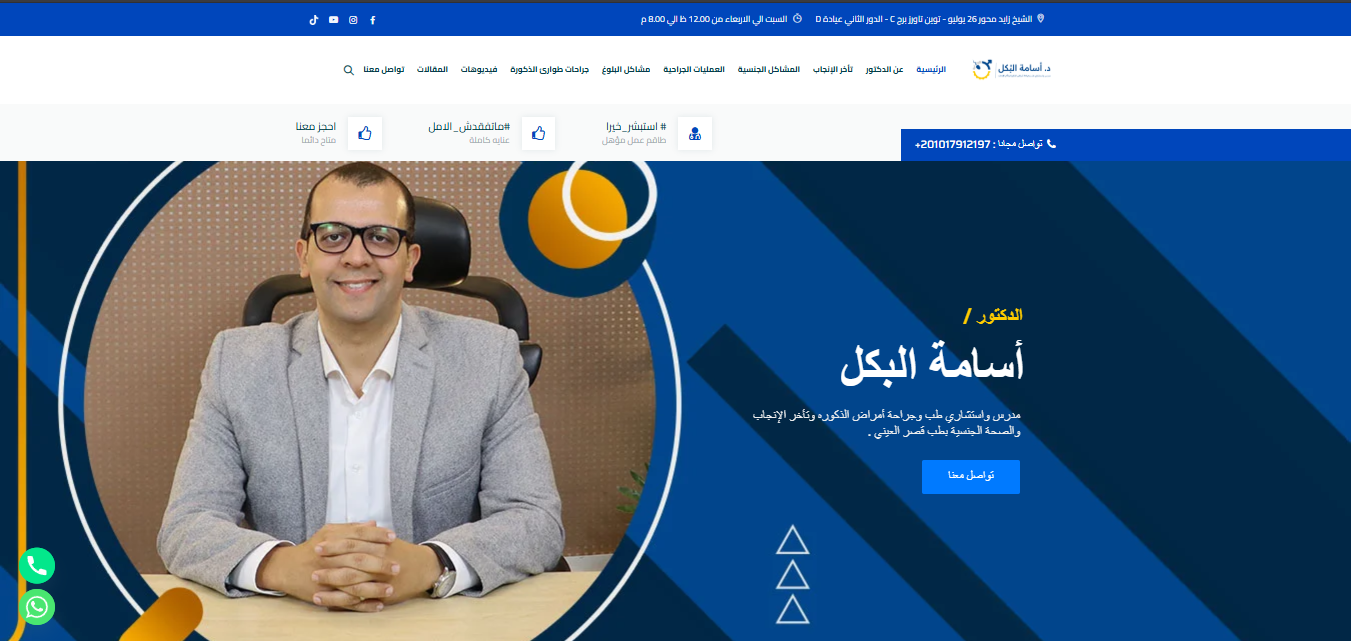 الشيخ زايد محور 26 يوليو - توين تاورز برج C - الدور الثاني عيادة D
السبت الي الاربعاء من 12.00 ظ الي 8.00 م
د. أسامة البكل
الرئيسية
عن الدكتور
تأخر الإنجاب
المشاكل الجنسية
العمليات الجراحية
مشاكل البلوغ
جراحات طوارئ الذكورة
فيديوهات
المقالات
تواصل معنا
تواصل مجانا : 201017912197+
# استبشر_خيرا
طاقم عمل مؤهل
#ماتفقدش_الامل
عنايه كاملة
احجز معنا
متاح دائما
الدكتور /
أسامة البكل
مدرس واستشاري طب وجراحة أمراض الذكوره وتأخر الإنجاب
والصحة الجنسية بطب قصر العيني .
تواصل معنا